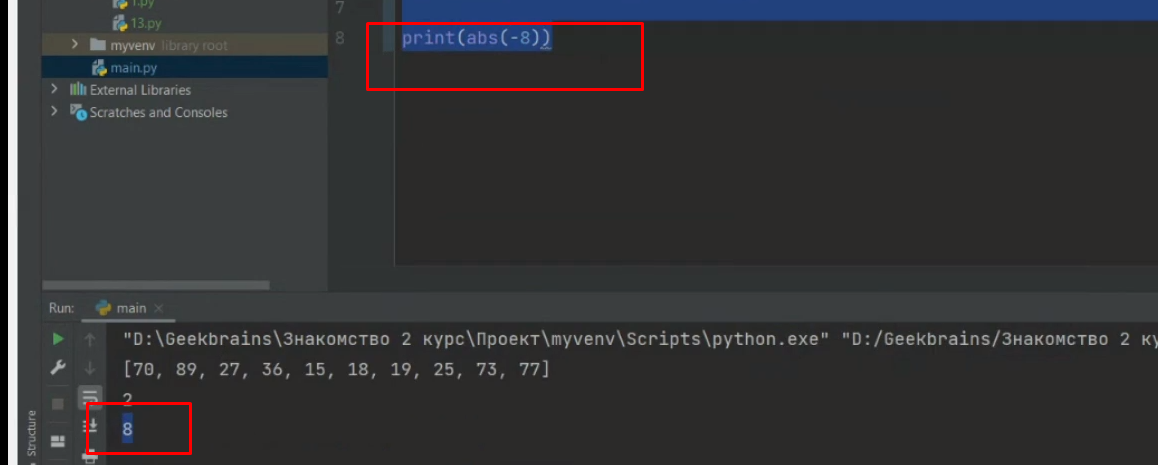 1.py
7
13.py
8 print(abs(-8))
myvenv library root
main.py
External Libraries
Scratches and Consoles
Run: main
"D:\Geekbrains\Знакомство 2 курс\Проект\myvenv\Scripts\python.exe" "D:/Geekbrains/Знакомство 2 ку
[70, 89, 27, 36, 15, 18, 19, 25, 73, 77]
2
8
Structure